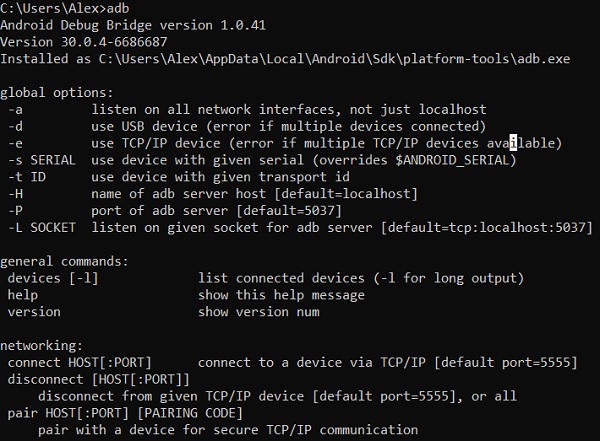 C:\Users\Alex>adb
Android Debug Bridge version 1.0.41
Version 30.0.4-6686687
Installed as C:\Users\Alex\AppData\Local\Android\Sdk\platform-tools\adb.exe

global options:
 -a         listen on all network interfaces, not just localhost
 -d         use USB device (error if multiple devices connected)
 -e         use TCP/IP device (error if multiple TCP/IP devices available)
 -s SERIAL  use device with given serial (overrides $ANDROID_SERIAL)
 -t ID      use device with given transport id
 -H         name of adb server host [default=localhost]
 -P         port of adb server [default=5037]
 -L SOCKET  listen on given socket for adb server [default=tcp:localhost:5037]

general commands:
 devices [-l]             list connected devices (-l for long output)
 help                     show this help message
 version                  show version num

networking:
 connect HOST[:PORT]      connect to a device via TCP/IP [default port=5555]
 disconnect [HOST[:PORT]]
     disconnect from given TCP/IP device [default port=5555], or all
 pair HOST[:PORT] [PAIRING CODE]
     pair with a device for secure TCP/IP communication